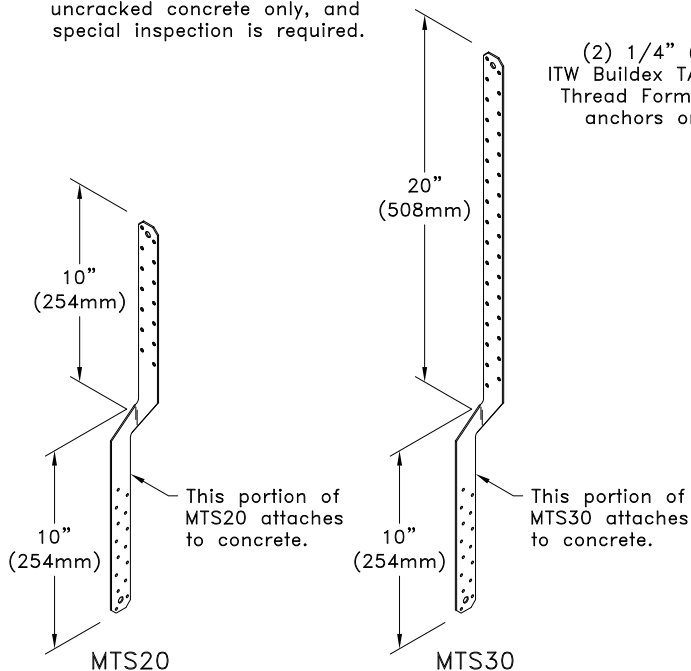 uncracked concrete only, and
special inspection is required.
(2) 1/4"
ITW Buildex
Thread Form
anchors
20"
(508mm)
10"
(254mm)
10"
(254mm)
This portion of
MTS20 attaches
to concrete.
MTS20
10"
(254mm)
This portion of
MTS30 attaches
to concrete.
MTS30